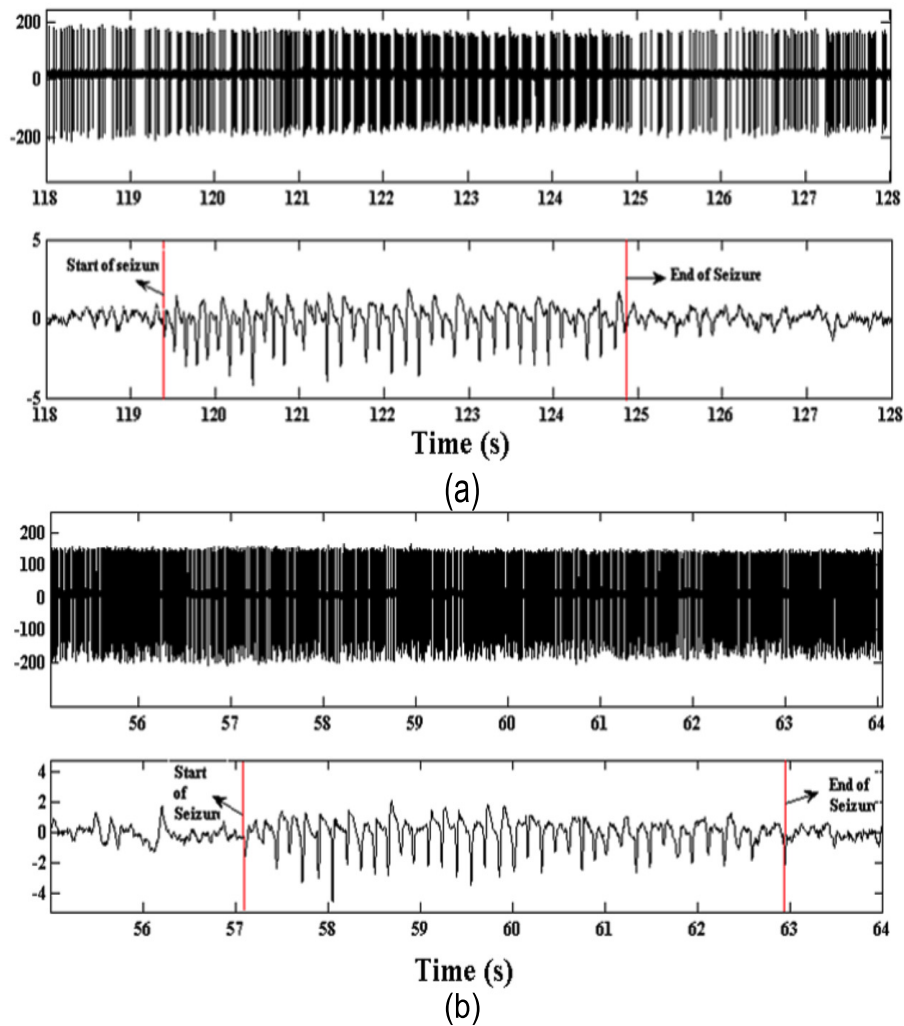 200
0
-200
118 119 120 121 122 123 124 125 126 127 128
5
Start of seizure
End of Seizure
0
-5
118 119 120 121 122 123 124 125 126 127 128
Time (s)
(a)
200
100
0
-100
-200
56 57 58 59 60 61 62 63 64
4
Start
of
Seizure
End of
Seizure
2
0
-2
-4
56 57 58 59 60 61 62 63 64
Time (s)
(b)